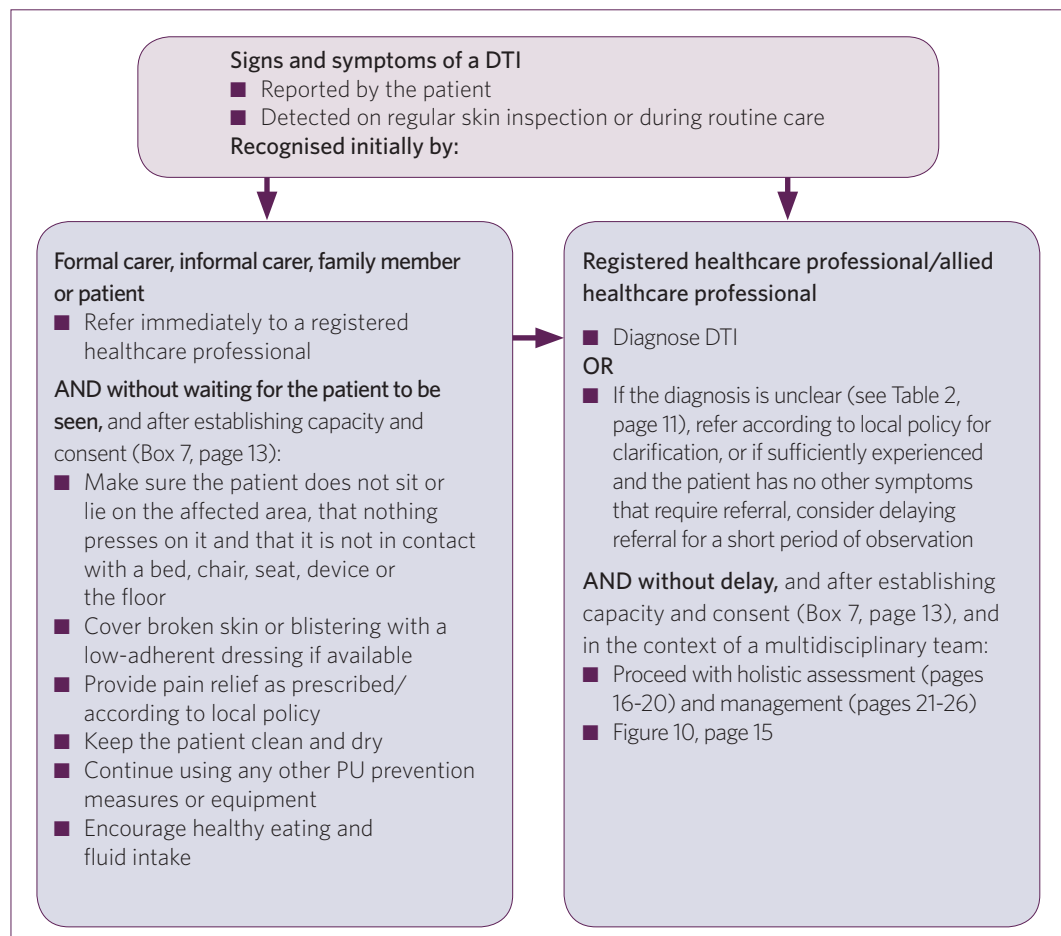 Signs and symptoms of a DTI
■ Reported by the patient
■ Detected on regular skin inspection or during routine care
Recognised initially by:
Formal carer, informal carer, family member
or patient
■ Refer immediately to a registered
healthcare professional
AND without waiting for the patient to be
seen, and after establishing capacity and
consent (Box 7, page 13):
■ Make sure the patient does not sit or
lie on the affected area, that nothing
presses on it and that it is not in contact
with a bed, chair, seat, device or
the floor
■ Cover broken skin or blistering with a
low-adherent dressing if available
■ Provide pain relief as prescribed/
according to local policy
■ Keep the patient clean and dry
■ Continue using any other PU prevention
measures or equipment
■ Encourage healthy eating and
fluid intake
Registered healthcare professional/allied
healthcare professional
■ Diagnose DTI
OR
■ If the diagnosis is unclear (see Table 2,
page 11), refer according to local policy for
clarification, or if sufficiently experienced
and the patient has no other symptoms
that require referral, consider delaying
referral for a short period of observation
AND without delay, and after establishing
capacity and consent (Box 7, page 13), and
in the context of a multidisciplinary team:
■ Proceed with holistic assessment (pages
16-20) and management (pages 21-26)
■ Figure 10, page 15